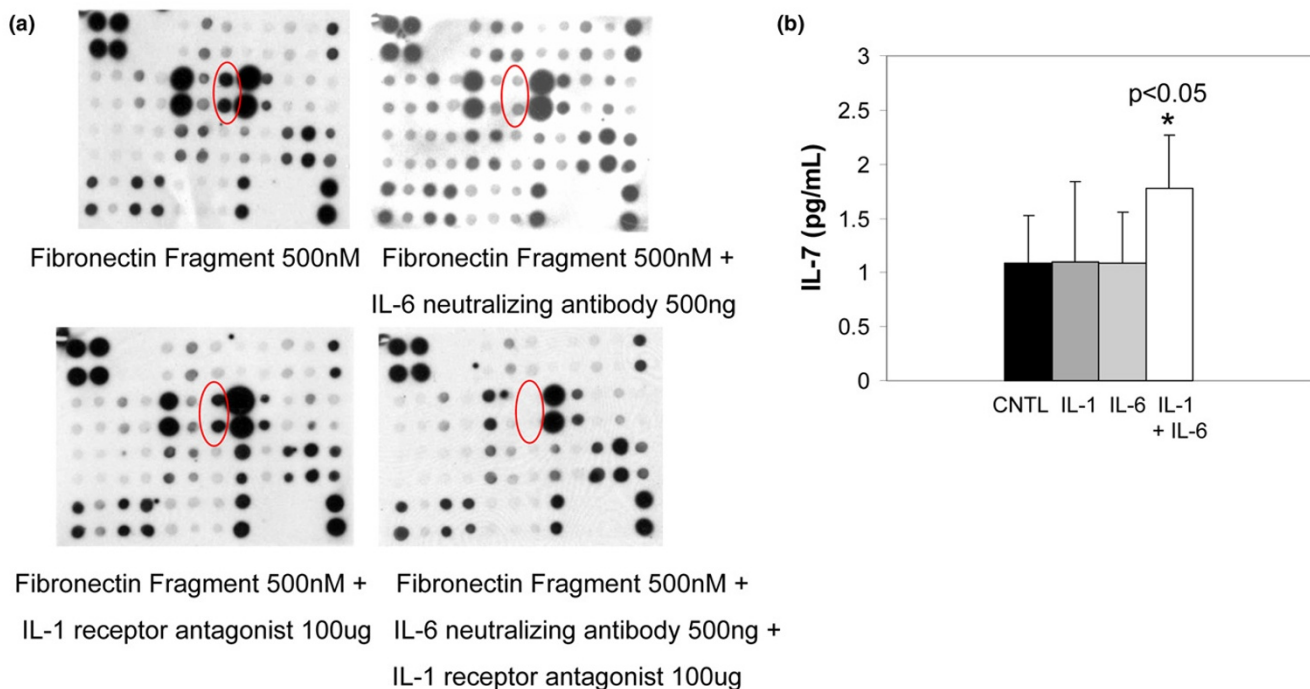 (a)
Fibronectin Fragment 500nM
Fibronectin Fragment 500nM +
IL-6 neutralizing antibody 500ng
Fibronectin Fragment 500nM +
IL-1 receptor antagonist 100ug
Fibronectin Fragment 500nM +
IL-6 neutralizing antibody 500ng +
IL-1 receptor antagonist 100ug
(b)
IL-7 (pg/mL)
3
2.5
2
1.5
1
0.5
0
p<0.05
*
CNTL
IL-1
IL-6
IL-1
+ IL-6